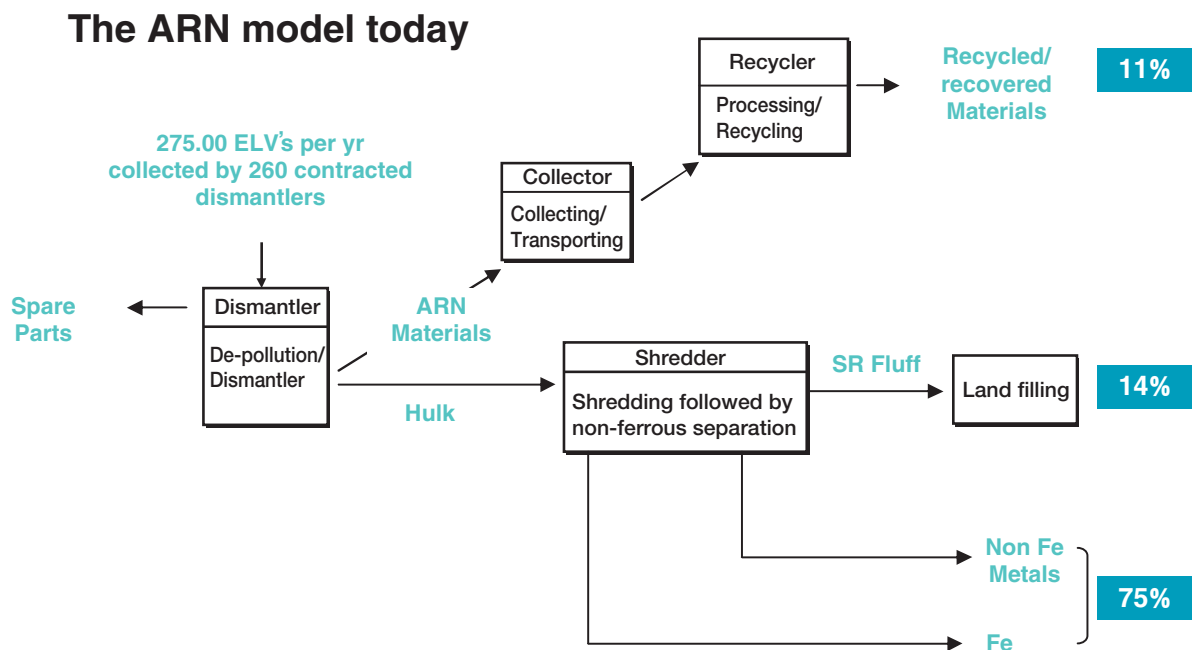 The ARN model today
275.00 ELV's per yr
collected by 260 contracted
dismantlers
Spare
Parts
Dismantler
De-pollution/
Dismantler
ARN
Materials
Hulk
Collector
Collecting/
Transporting
Recycler
Processing/
Recycling
Recycled/
recovered
Materials
11%
Shredder
Shredding followed by
non-ferrous separation
SR Fluff
Land filling
14%
Non Fe
Metals
Fe
75%